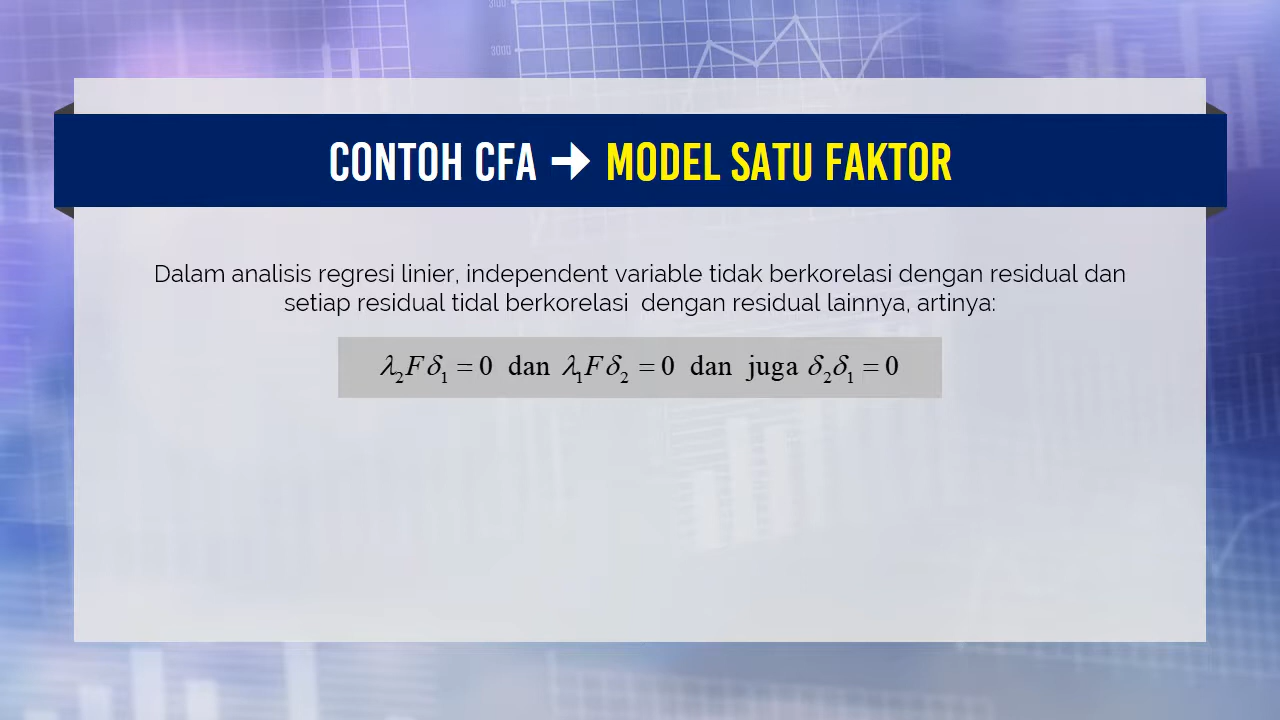 3000
CONTOH CFA ➜ MODEL SATU FAKTOR
Dalam analisis regresi linier, independent variable tidak berkorelasi dengan residual dan
setiap residual tidal berkorelasi dengan residual lainnya, artinya:
λ₂Fδ₁ = 0 dan λ₁Fδ₂ = 0 dan juga δ₂δ₁ = 0